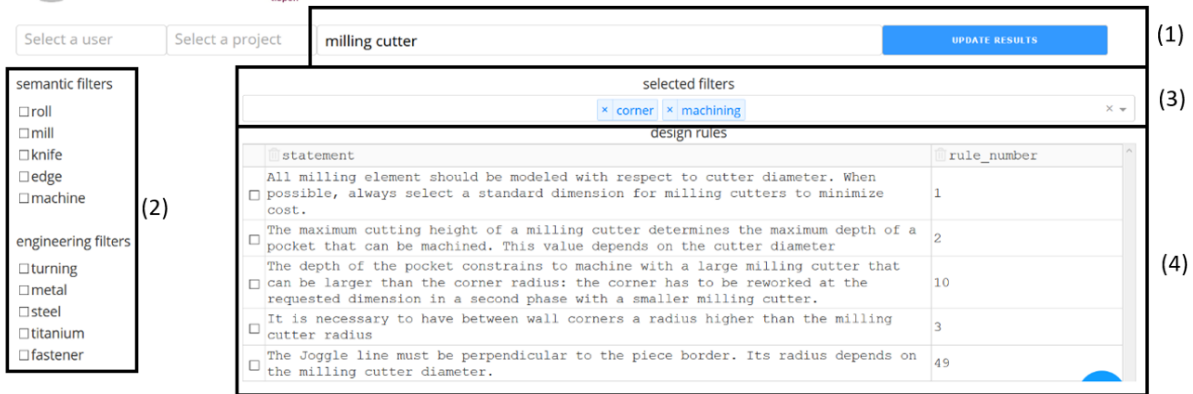 Select a user Select a project milling cutter UPDATE RESULTS (1)
semantic filters
roll
mill
knife
edge
machine
(2)
engineering filters
turning
metal
steel
titanium
fastener
selected filters
× corner × machining × (3)
design rules
statement rule_number
All milling element should be modeled with respect to cutter diameter. When
possible, always select a standard dimension for milling cutters to minimize
cost.
1
The maximum cutting height of a milling cutter determines the maximum depth of a
pocket that can be machined. This value depends on the cutter diameter
2
The depth of the pocket constrains to machine with a large milling cutter that
can be larger than the corner radius: the corner has to be reworked at the
requested dimension in a second phase with a smaller milling cutter.
10
It is necessary to have between wall corners a radius higher than the milling
cutter radius
3
The Joggle line must be perpendicular to the piece border. Its radius depends on
the milling cutter diameter.
49
(4)